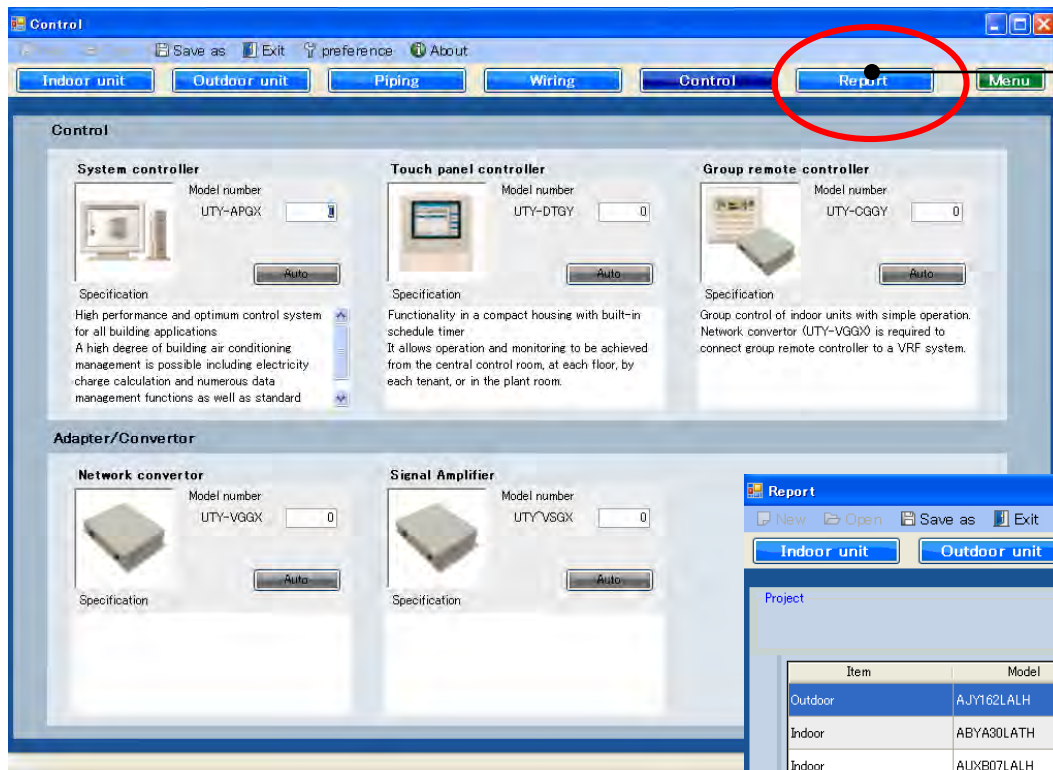 Control
Save as Exit preference About
Indoor unit Outdoor unit Piping Wiring Control Report Menu
Control
System controller
Model number
UTY-APGX
Auto
Specification
High performance and optimum control system
for all building applications
A high degree of building air conditioning
management is possible including electricity
charge calculation and numerous data
management functions as well as standard
Touch panel controller
Model number
UTY-DTGY 0
Auto
Specification
Functionality in a compact housing with built-in
schedule timer
It allows operation and monitoring to be achieved
from the central control room, at each floor, by
each tenant, or in the plant room.
Group remote controller
Model number
UTY-CGGY 0
Auto
Specification
Group control of indoor units with simple operation.
Network convertor (UTY-VGGX) is required to
connect group remote controller to a VRF system.
Adapter/Convertor
Network convertor
Model number
UTY-VGGX 0
Auto
Specification
Signal Amplifier
Model number
UTY^VSGX 0
Auto
Specification
Report
New Open Save as Exit
Indoor unit Outdoor unit
Project
Item Model
Outdoor AJY162LALH
Indoor ABYA30LATH
Indoor AUXB07LALH